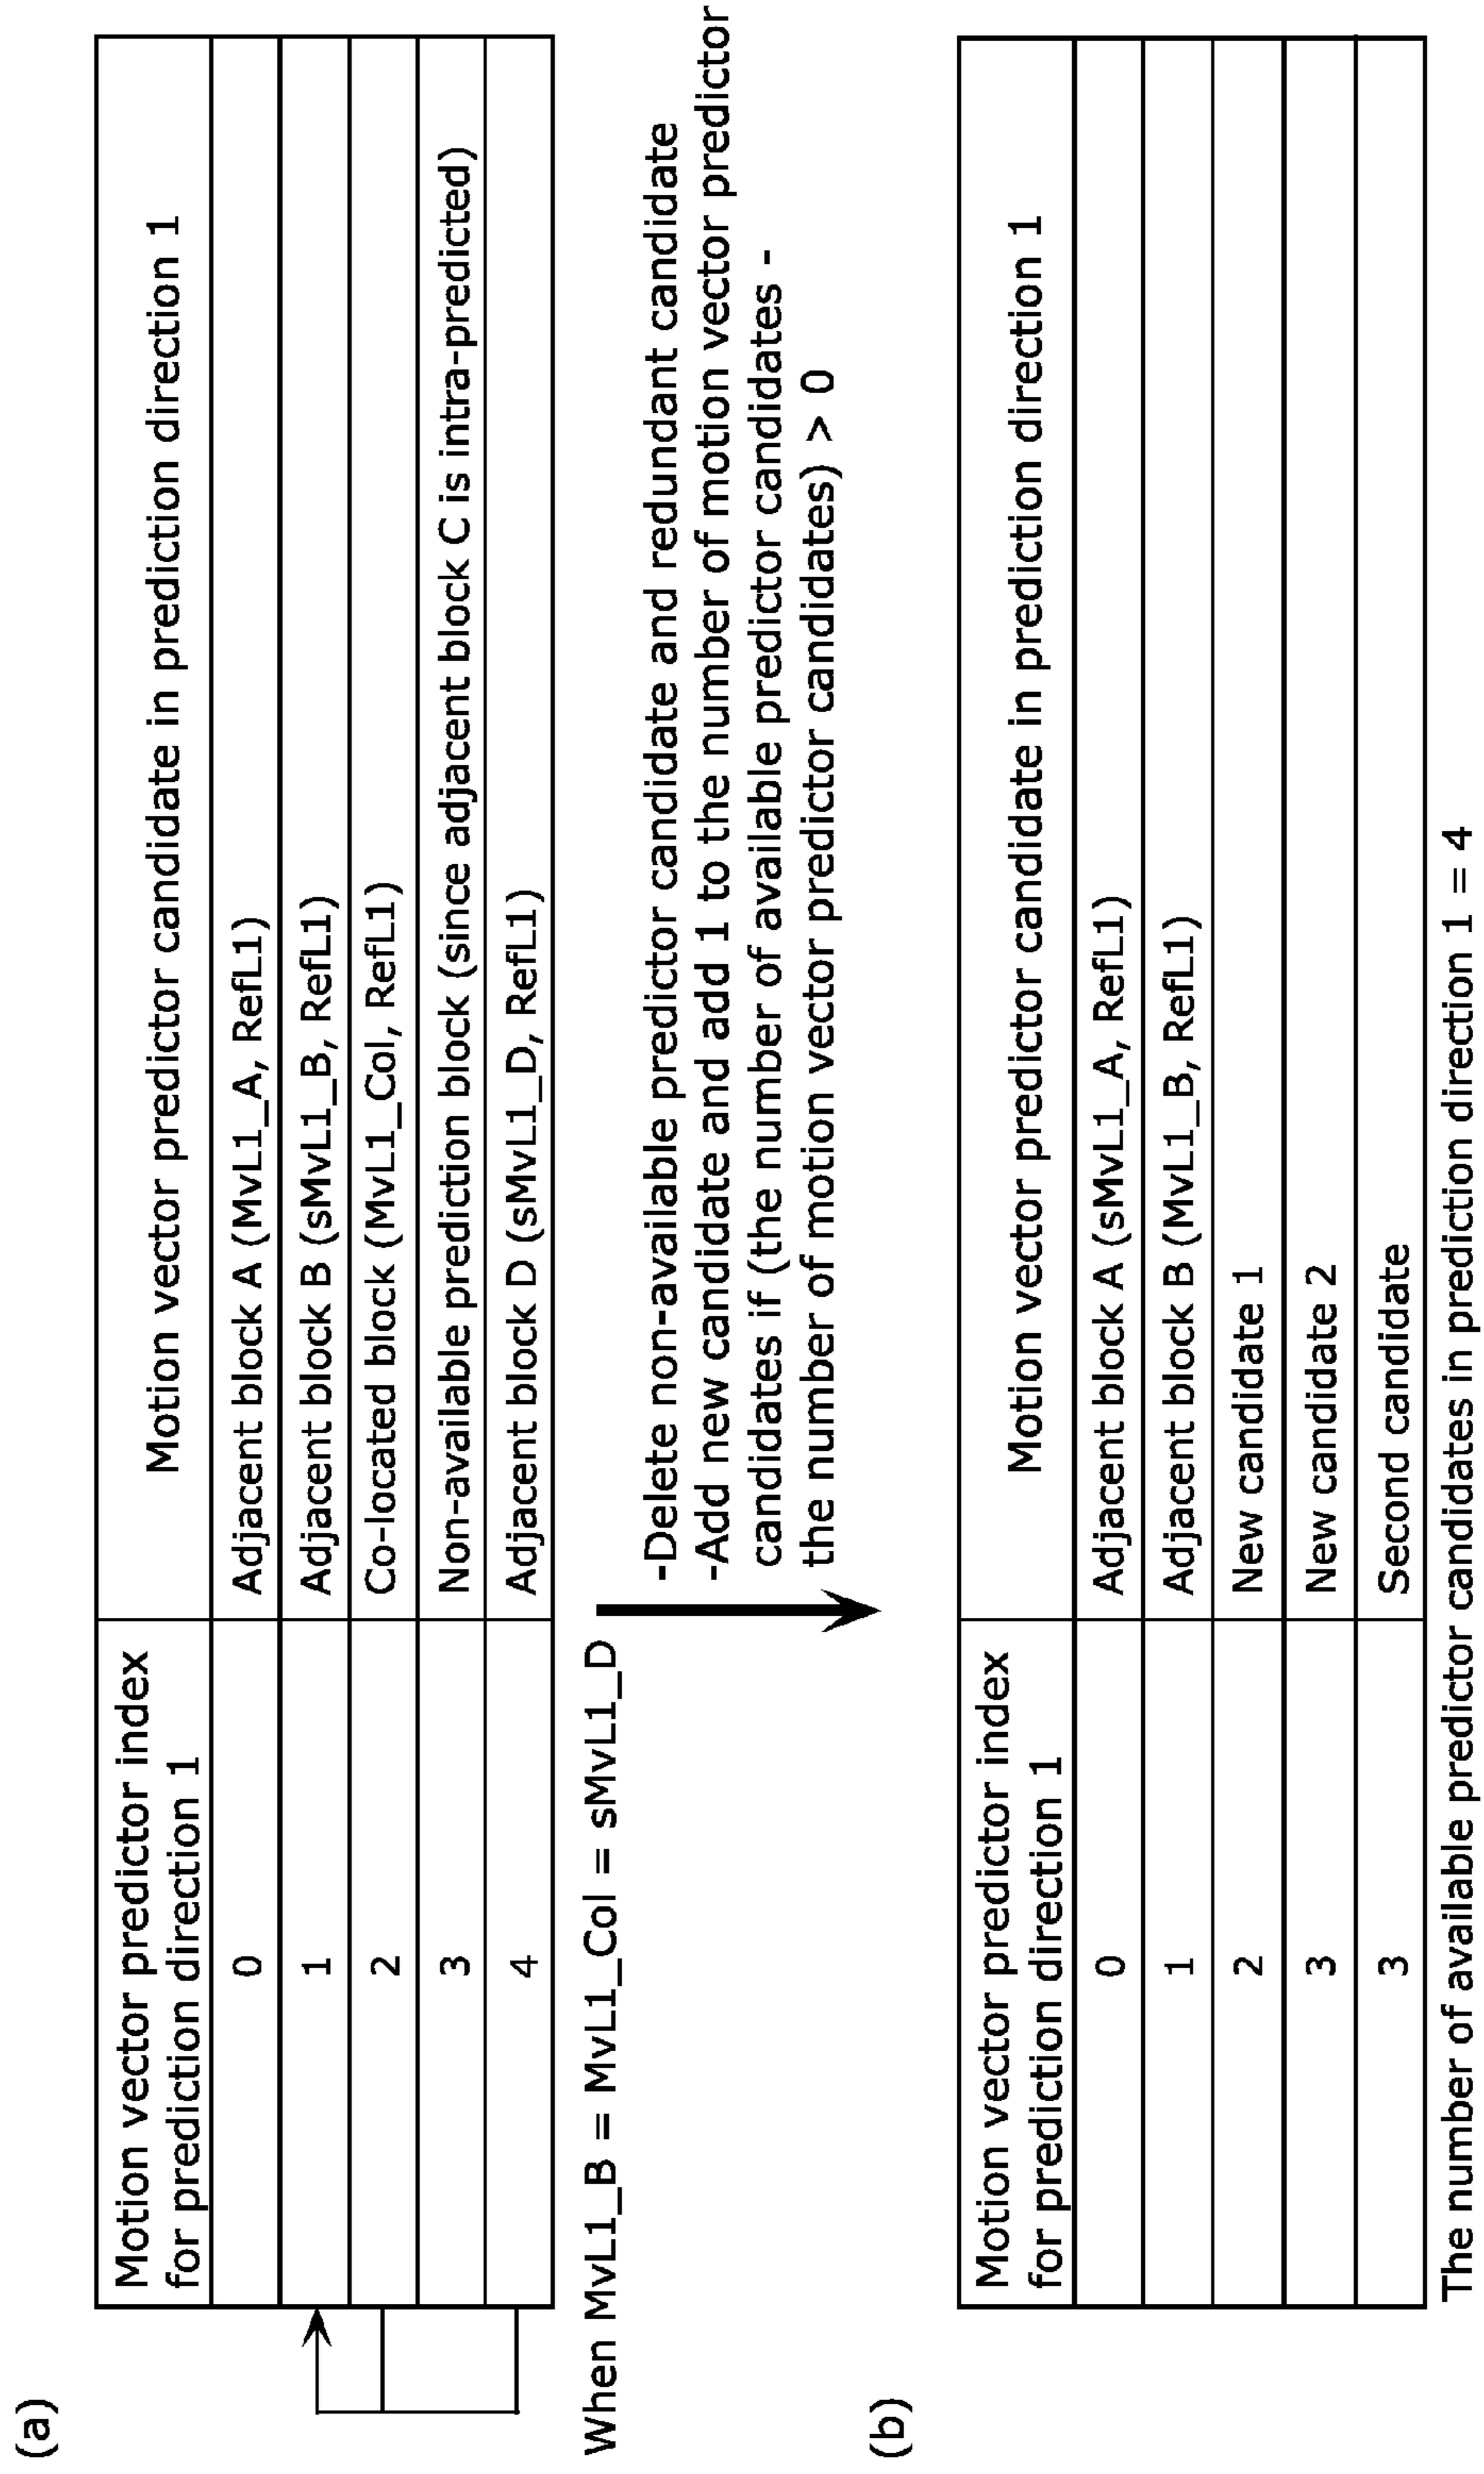 (a)
Motion vector predictor index
for prediction direction 1
Motion vector predictor candidate in prediction direction 1
0
Adjacent block A (MvL1_A, RefL1)
1
Adjacent block B (sMvL1_B, RefL1)
2
Co-located block (MvL1_Col, RefL1)
3
Non-available prediction block (since adjacent block C is intra-predicted)
4
Adjacent block D (sMvL1_D, RefL1)
When MvL1_B = MvL1_Col = sMvL1_D
-Delete non-available predictor candidate and redundant candidate
-Add new candidate and add 1 to the number of motion vector predictor
candidates if (the number of available predictor candidates -
the number of motion vector predictor candidates) > 0
(b)
Motion vector predictor index
for prediction direction 1
Motion vector predictor candidate in prediction direction 1
0
Adjacent block A (sMvL1_A, RefL1)
1
Adjacent block B (MvL1_B, RefL1)
2
New candidate 1
3
New candidate 2
3
Second candidate
The number of available predictor candidates in prediction direction 1 = 4